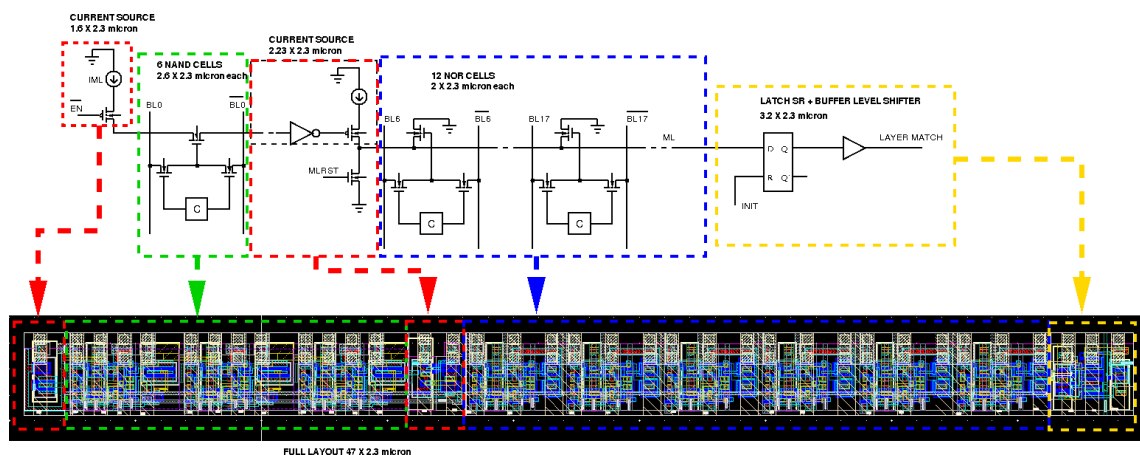 CURRENT SOURCE
1.6 X 2.3 micron
IML
EN
6 NAND CELLS
2.6 X 2.3 micron each
BL0
BL0
CURRENT SOURCE
2.23 X 2.3 micron
MLRST
12 NOR CELLS
2 X 2.3 micron each
BL6
BL6
BL17
BL17
ML
C
C
C
LATCH SR + BUFFER LEVEL SHIFTER
3.2 X 2.3 micron
D Q
R Q'
INIT
LAYER MATCH
FULL LAYOUT 47 X 2.3 micron